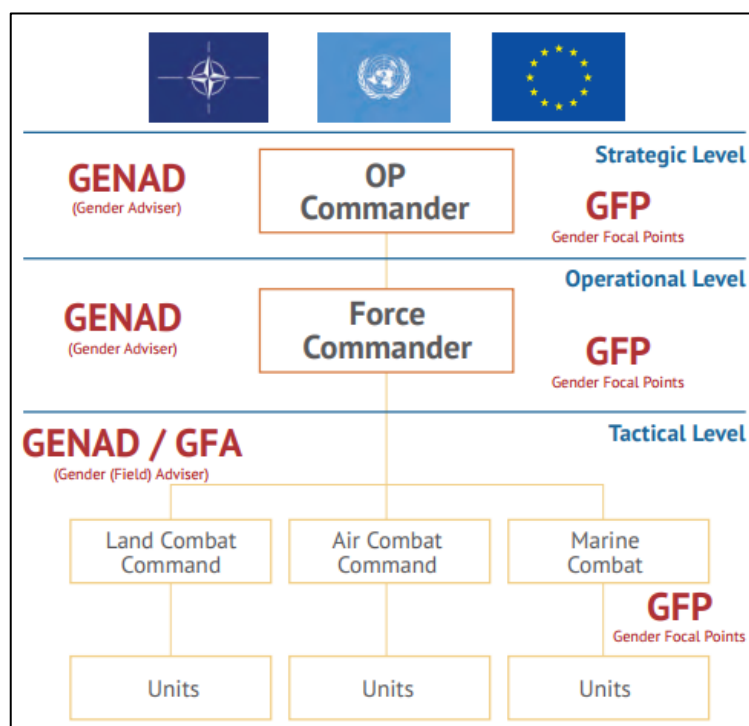 Strategic Level
GENAD
(Gender Adviser)
OP
Commander
GFP
Gender Focal Points
Operational Level
GENAD
(Gender Adviser)
Force
Commander
GFP
Gender Focal Points
Tactical Level
GENAD / GFA
(Gender (Field) Adviser)
Land Combat
Command
Air Combat
Command
Marine
Combat
GFP
Gender Focal Points
Units
Units
Units